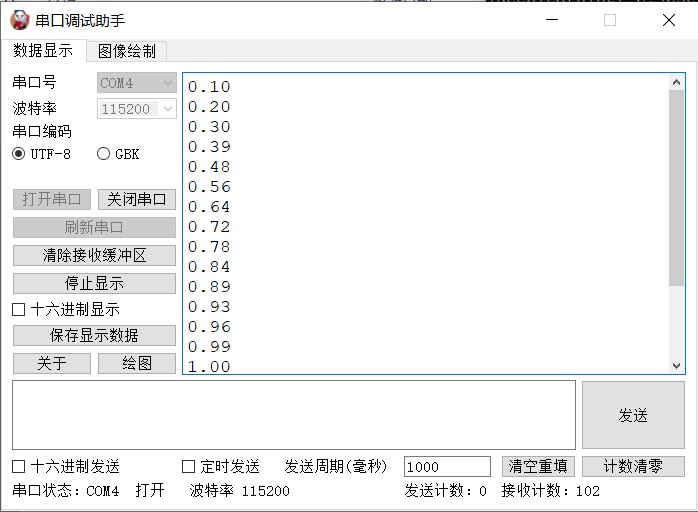 串口调试助手
数据显示 图像绘制
串口号 COM4
波特率 115200
串口编码
UTF-8 GBK
打开串口 关闭串口
刷新串口
清除接收缓冲区
停止显示
十六进制显示
保存显示数据
关于 绘图
0.10
0.20
0.30
0.39
0.48
0.56
0.64
0.72
0.78
0.84
0.89
0.93
0.96
0.99
1.00
发送
十六进制发送 定时发送 发送周期(毫秒) 1000 清空重填 计数清零
串口状态：COM4 打开 波特率 115200 发送计数：0 接收计数：102